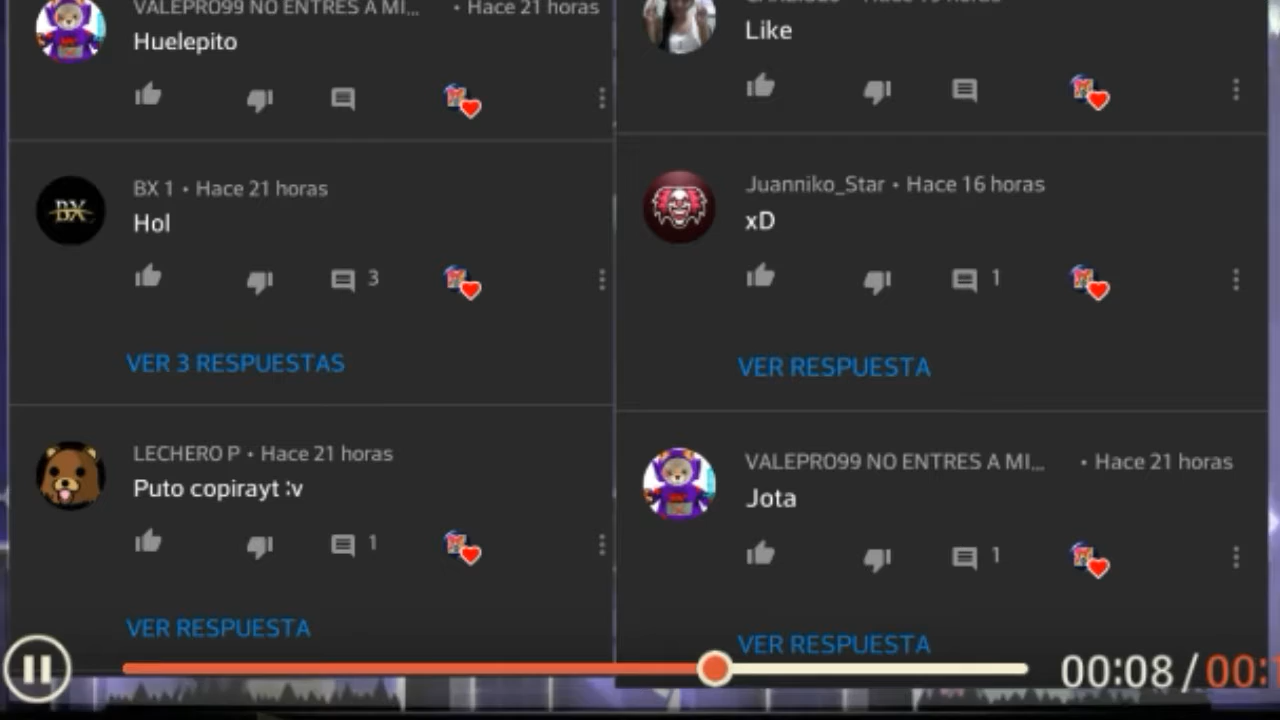 VALEPRO99 NO ENTRES A MI... • Hace 21 horas
Huelepito
BX 1 • Hace 21 horas
BX
Hol
3
VER 3 RESPUESTAS
LECHERO P • Hace 21 horas
Puto copirayt :v
1
VER RESPUESTA
Like
Juanniko_Star • Hace 16 horas
xD
1
VER RESPUESTA
VALEPRO99 NO ENTRES A MI... • Hace 21 horas
Jota
1
VER RESPUESTA
00:08 / 00:1